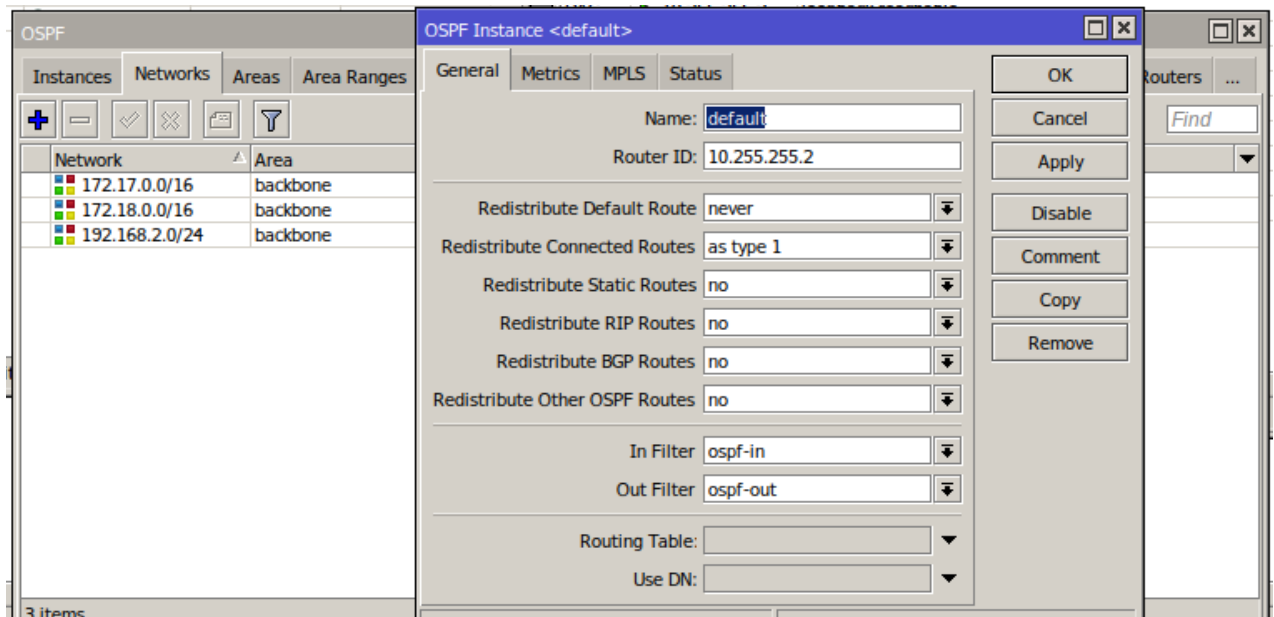 OSPF
Instances Networks Areas Area Ranges
Network Area
172.17.0.0/16 backbone
172.18.0.0/16 backbone
192.168.2.0/24 backbone
3 items
OSPF Instance <default>
General Metrics MPLS Status
Name: default
Router ID: 10.255.255.2
Redistribute Default Route never
Redistribute Connected Routes as type 1
Redistribute Static Routes no
Redistribute RIP Routes no
Redistribute BGP Routes no
Redistribute Other OSPF Routes no
In Filter ospf-in
Out Filter ospf-out
Routing Table:
Use DN:
OK
Cancel
Apply
Disable
Comment
Copy
Remove
Routers ...
Find